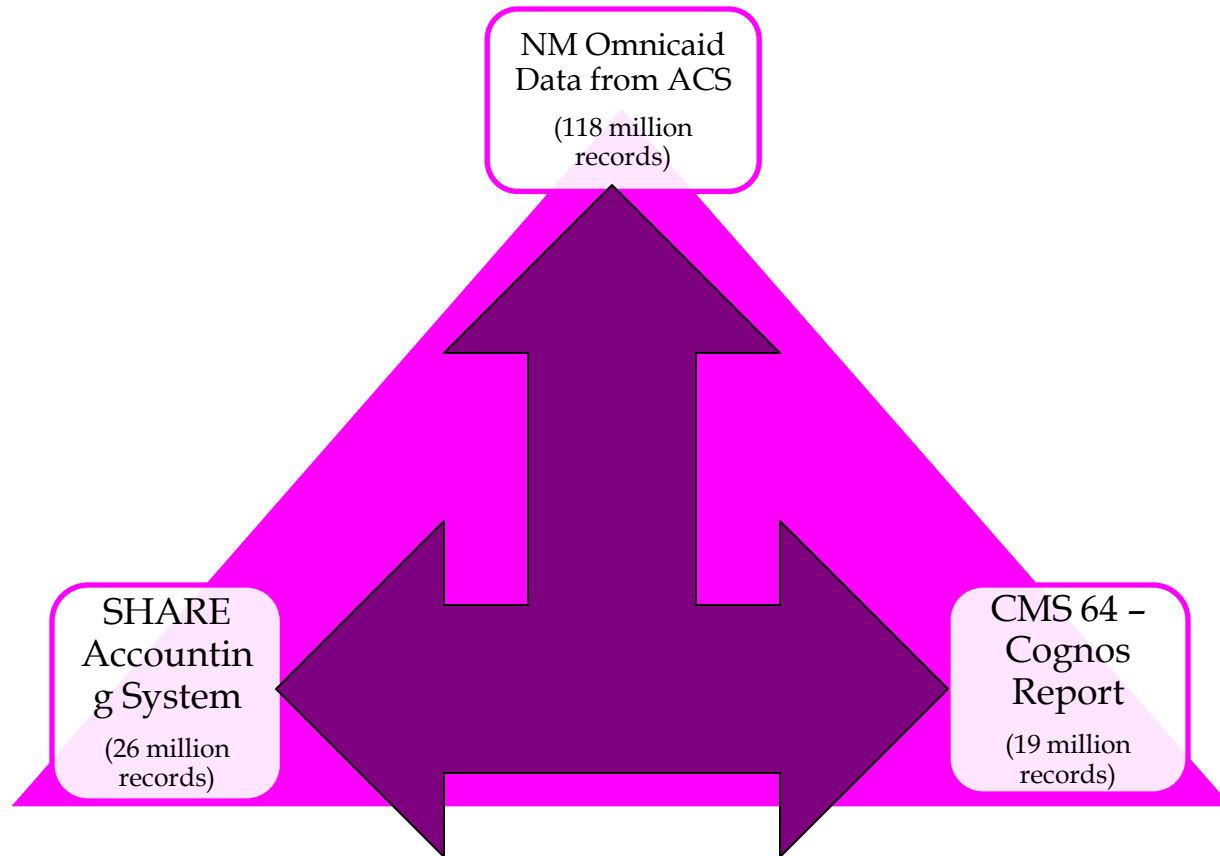 NM Omnicaid
Data from ACS
(118 million
records)
SHARE
Accountin
g System
(26 million
records)
CMS 64 –
Cognos
Report
(19 million
records)